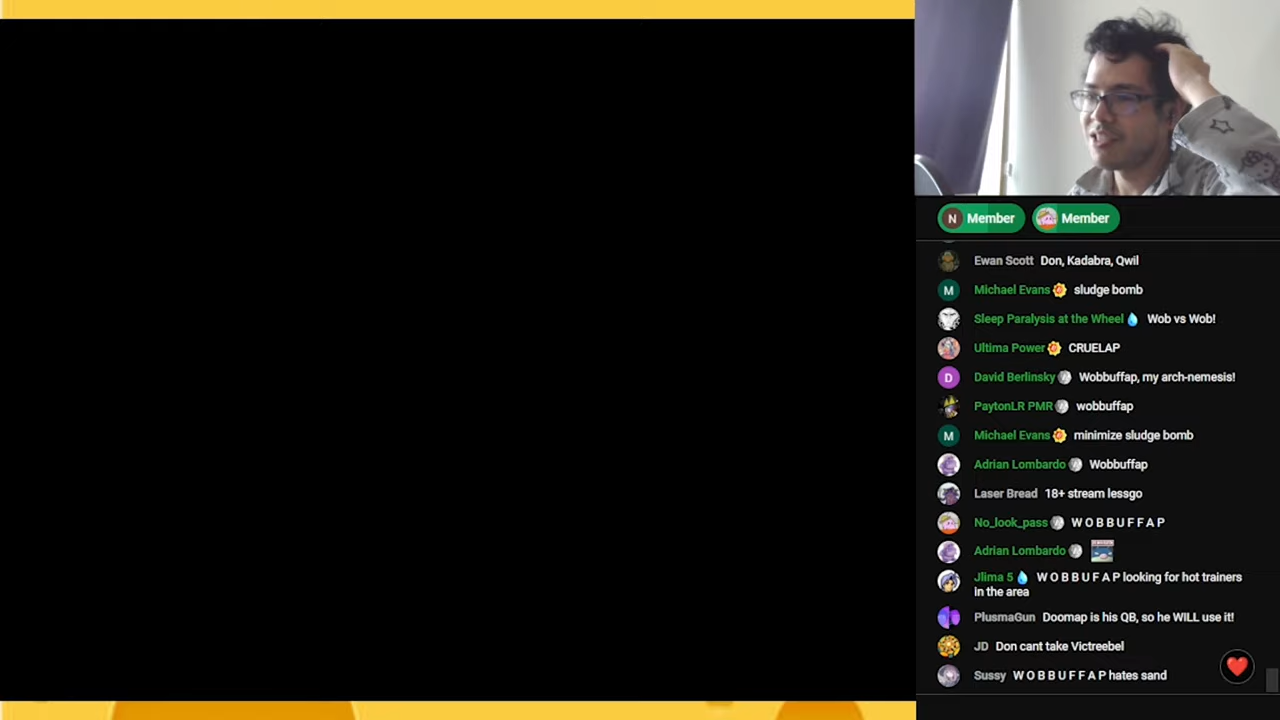 N Member
Member
Ewan Scott Don, Kadabra, Qwil
M Michael Evans sludge bomb
Sleep Paralysis at the Wheel Wob vs Wob!
Ultima Power CRUELAP
D David Berlinsky Wobbuffap, my arch-nemesis!
PaytonLR PMR wobbuffap
M Michael Evans minimize sludge bomb
Adrian Lombardo Wobbuffap
Laser Bread 18+ stream lessgo
No_look_pass W O B B U F F A P
Adrian Lombardo
Jlima 5 W O B B U F A P looking for hot trainers
in the area
PlusmaGun Doomap is his QB, so he WILL use it!
JD Don cant take Victreebel
Sussy W O B B U F F A P hates sand